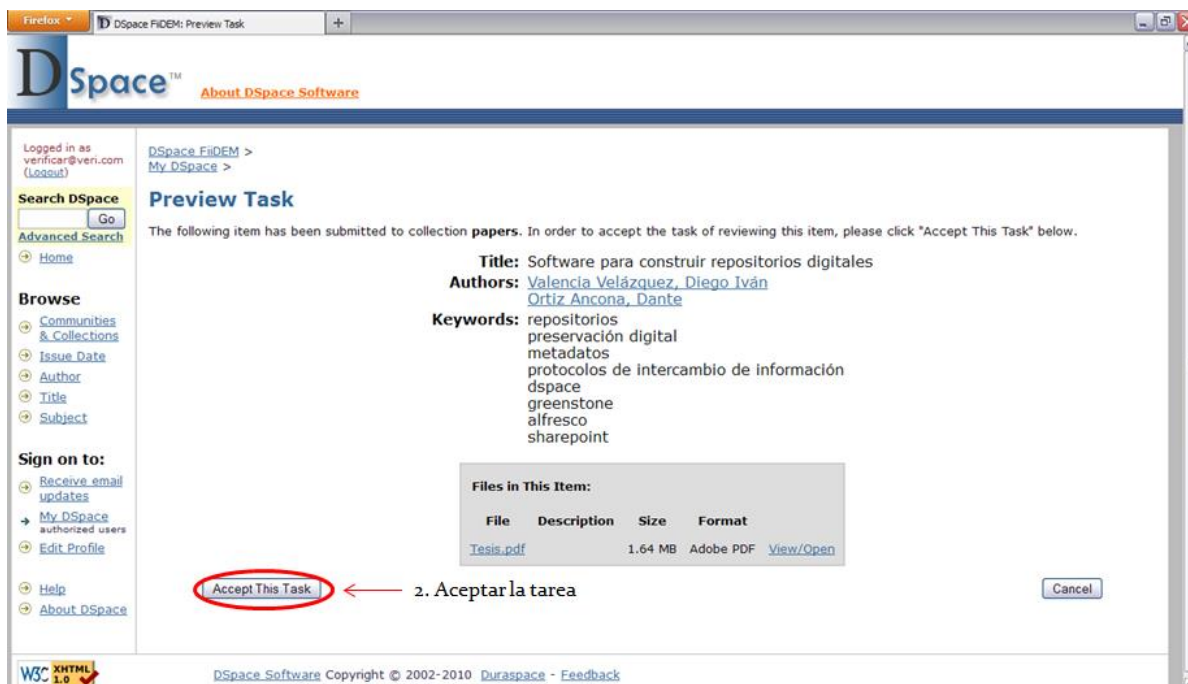 Firefox
DSpace FiiDEM: Preview Task
+
DSpace™
About DSpace Software
Logged in as
verificar@veri.com
(Logout)
Search DSpace
Go
Advanced Search
Home
Browse
Communities
& Collections
Issue Date
Author
Title
Subject
Sign on to:
Receive email
updates
My DSpace
authorized users
Edit Profile
Help
About DSpace
DSpace FiiDEM >
My DSpace >
Preview Task
The following item has been submitted to collection papers. In order to accept the task of reviewing this item, please click "Accept This Task" below.
Title: Software para construir repositorios digitales
Authors: Valencia Velázquez, Diego Iván
Ortiz Ancona, Dante
Keywords: repositorios
preservación digital
metadatos
protocolos de intercambio de información
dspace
greenstone
alfresco
sharepoint
Files in This Item:
File Description Size Format
Tesis.pdf 1.64 MB Adobe PDF View/Open
Accept This Task
2. Aceptar la tarea
Cancel
W3C XHTML 1.0
DSpace Software Copyright © 2002-2010 Duraspace - Feedback